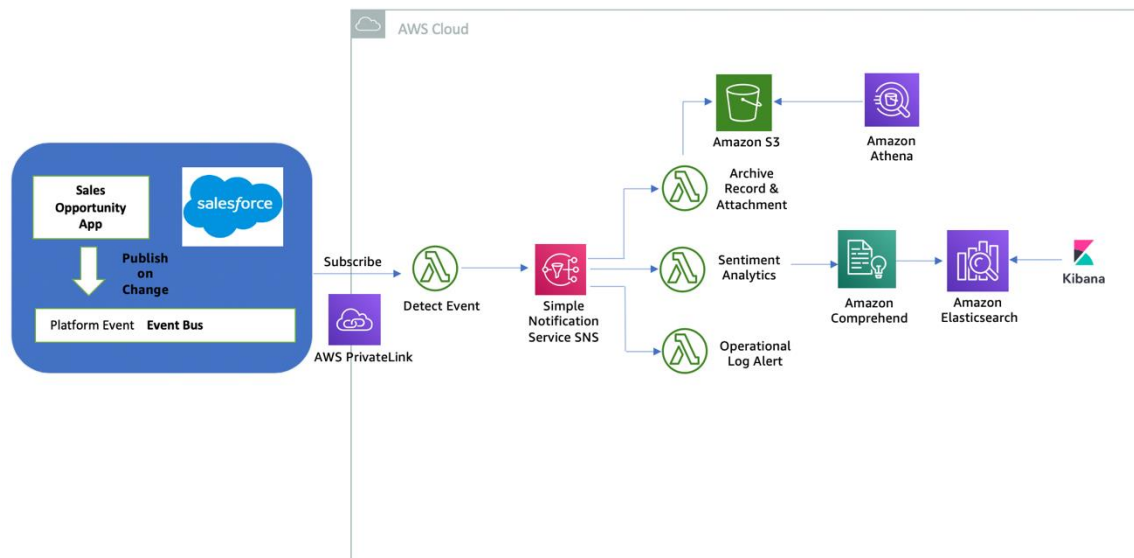 AWS Cloud
Sales
Opportunity
App
salesforce
Publish
on
Change
Platform Event Event Bus
Subscribe
AWS PrivateLink
Detect Event
Simple
Notification
Service SNS
Amazon S3
Amazon
Athena
Archive
Record &
Attachment
Sentiment
Analytics
Amazon
Comprehend
Amazon
Elasticsearch
Kibana
Operational
Log Alert